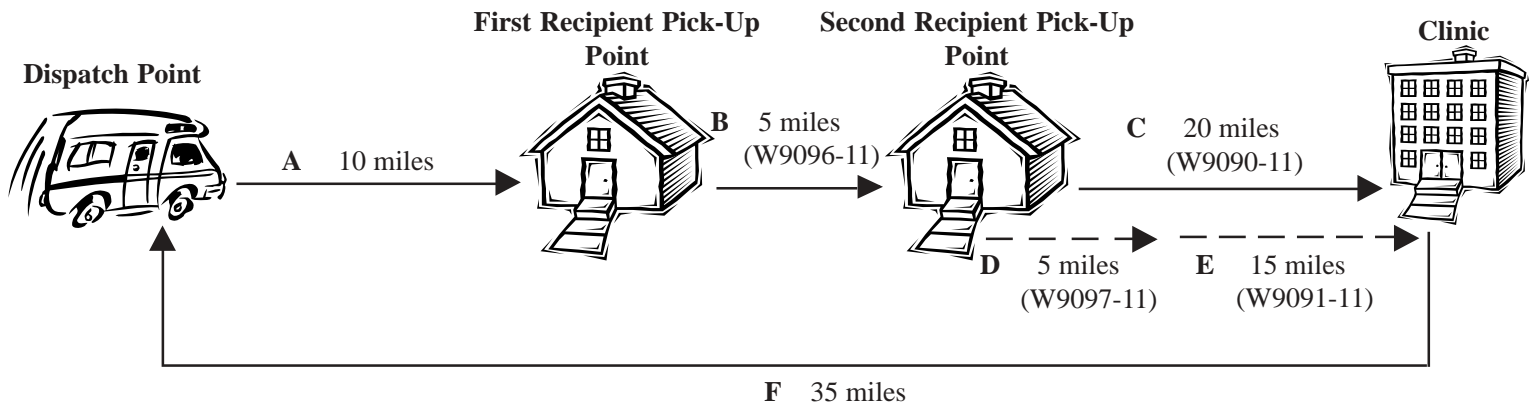 Dispatch Point
First Recipient Pick-Up
Point
Second Recipient Pick-Up
Point
Clinic
A 10 miles
B 5 miles
(W9096-11)
C 20 miles
(W9090-11)
D 5 miles
(W9097-11)
E 15 miles
(W9091-11)
F 35 miles